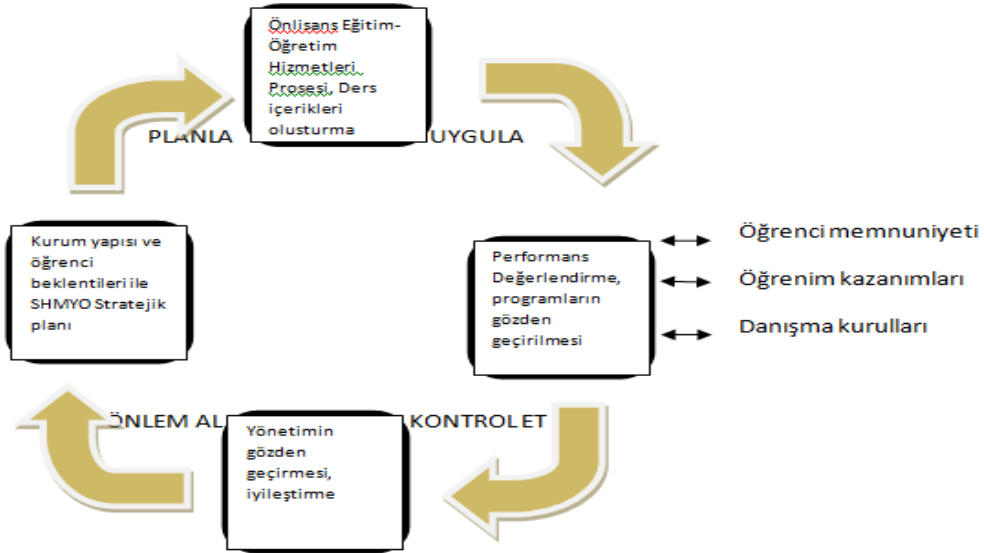 Önlisans Eğitim-
Öğretim
Hizmetleri
Prosesi, Ders
içerikleri
olusturma
PLANLA
UYGULA
Kurum yapısı ve
öğrenci
beklentileri ile
SHMYO Stratejik
planı
Performans
Değerlendirme,
programların
gözden
geçirilmesi
Öğrenci memnuniyeti
Öğrenim kazanımları
Danışma kurulları
ÖNLEM AL
KONTROL ET
Yönetimin
gözden
geçirmesi,
iyileştirme